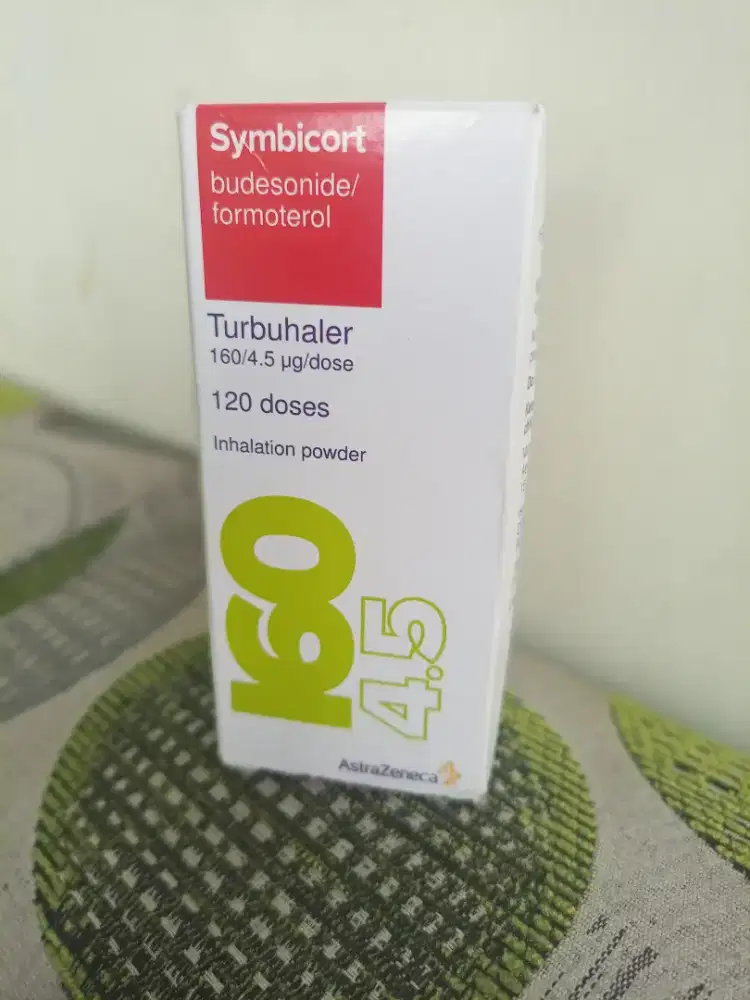 Symbicort
budesonide/
formoterol
Turbuhaler
160/4.5 µg/dose
120 doses
Inhalation powder
160
4.5
AstraZeneca